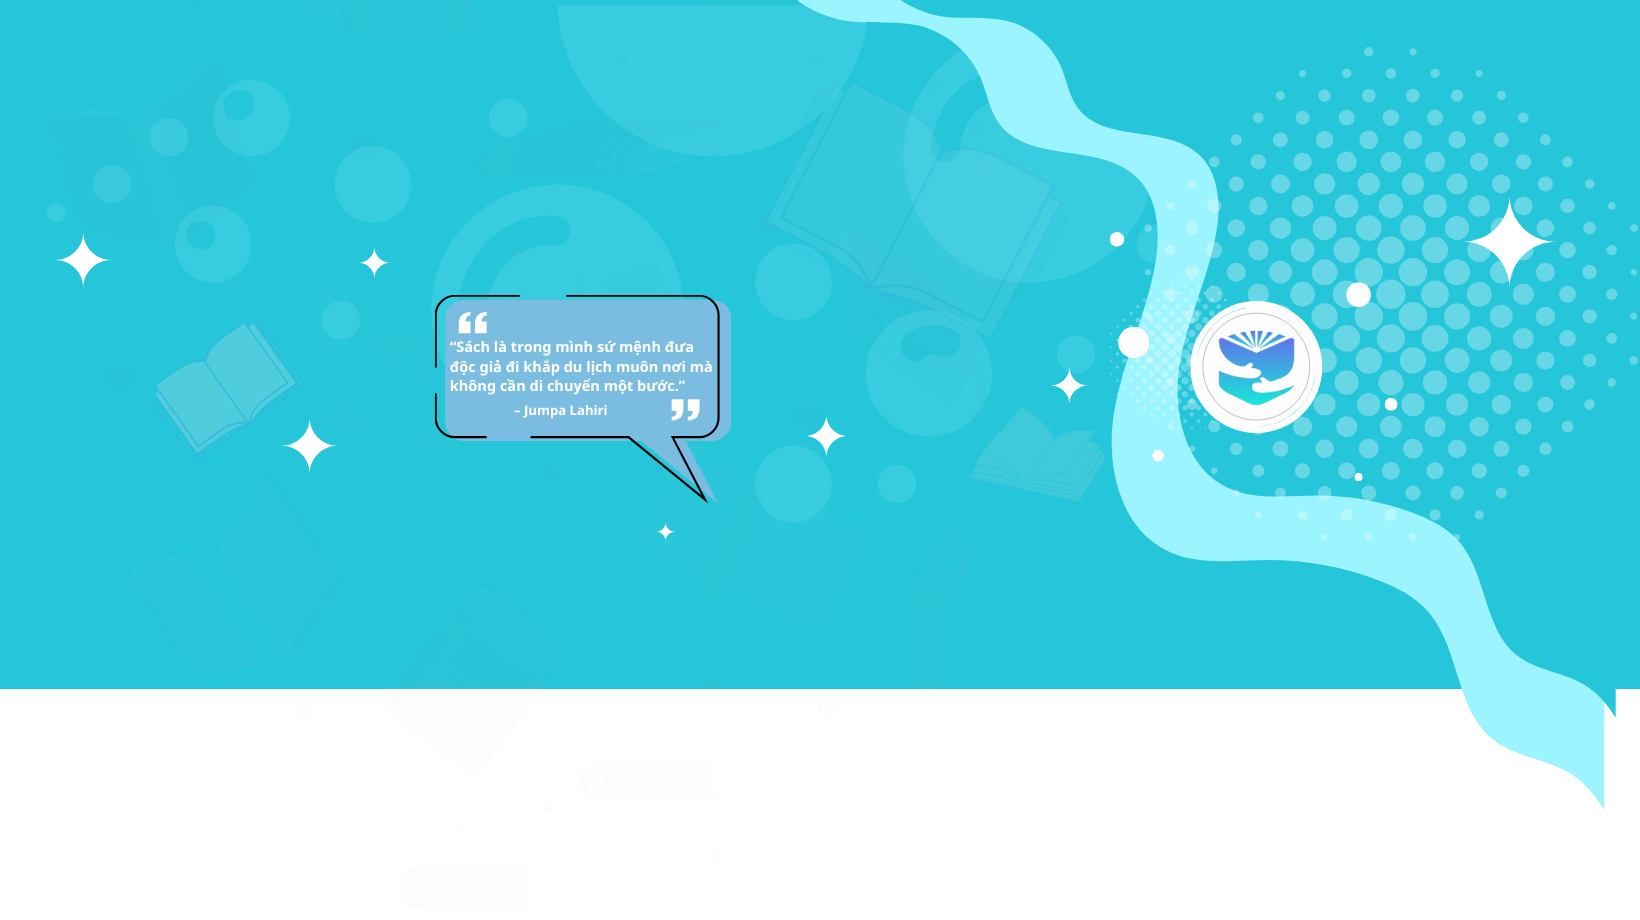 “Sách là trong mình sứ mệnh đưa
độc giả đi khắp du lịch muôn nơi mà
không cần di chuyển một bước.”
– Jumpa Lahiri